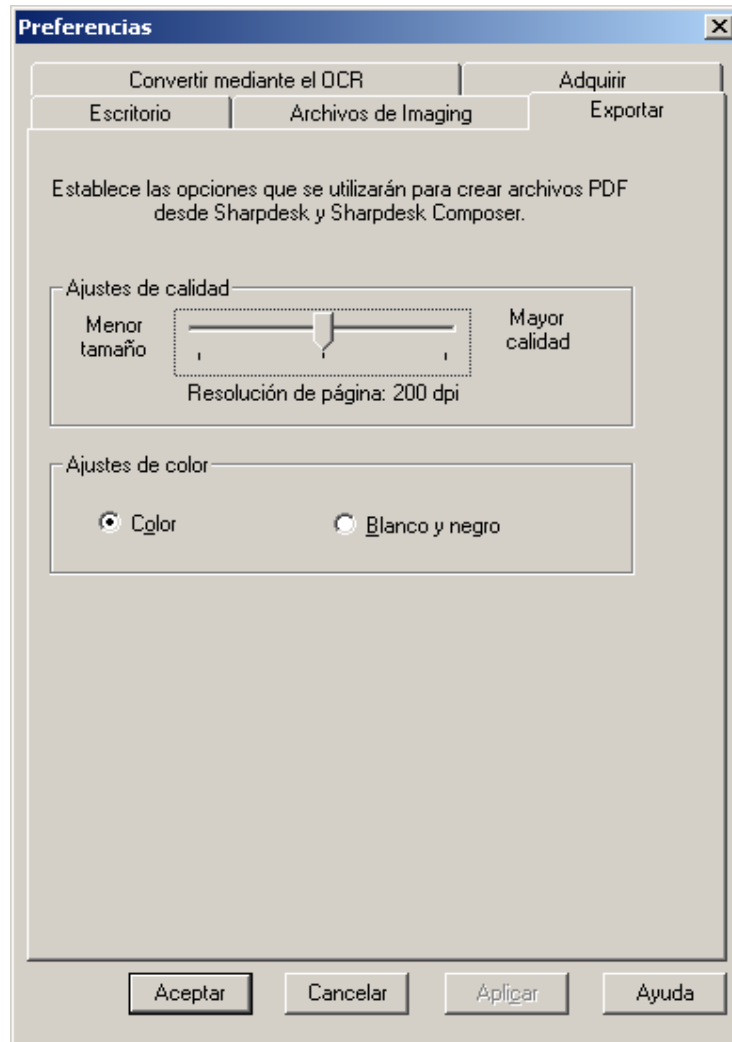 Preferencias
Convertir mediante el OCR
Adquirir
Escritorio
Archivos de Imaging
Exportar
Establece las opciones que se utilizarán para crear archivos PDF
desde Sharpdesk y Sharpdesk Composer.
Ajustes de calidad
Menor
tamaño
Mayor
calidad
Resolución de página: 200 dpi
Ajustes de color
Color
Blanco y negro
Aceptar
Cancelar
Aplicar
Ayuda